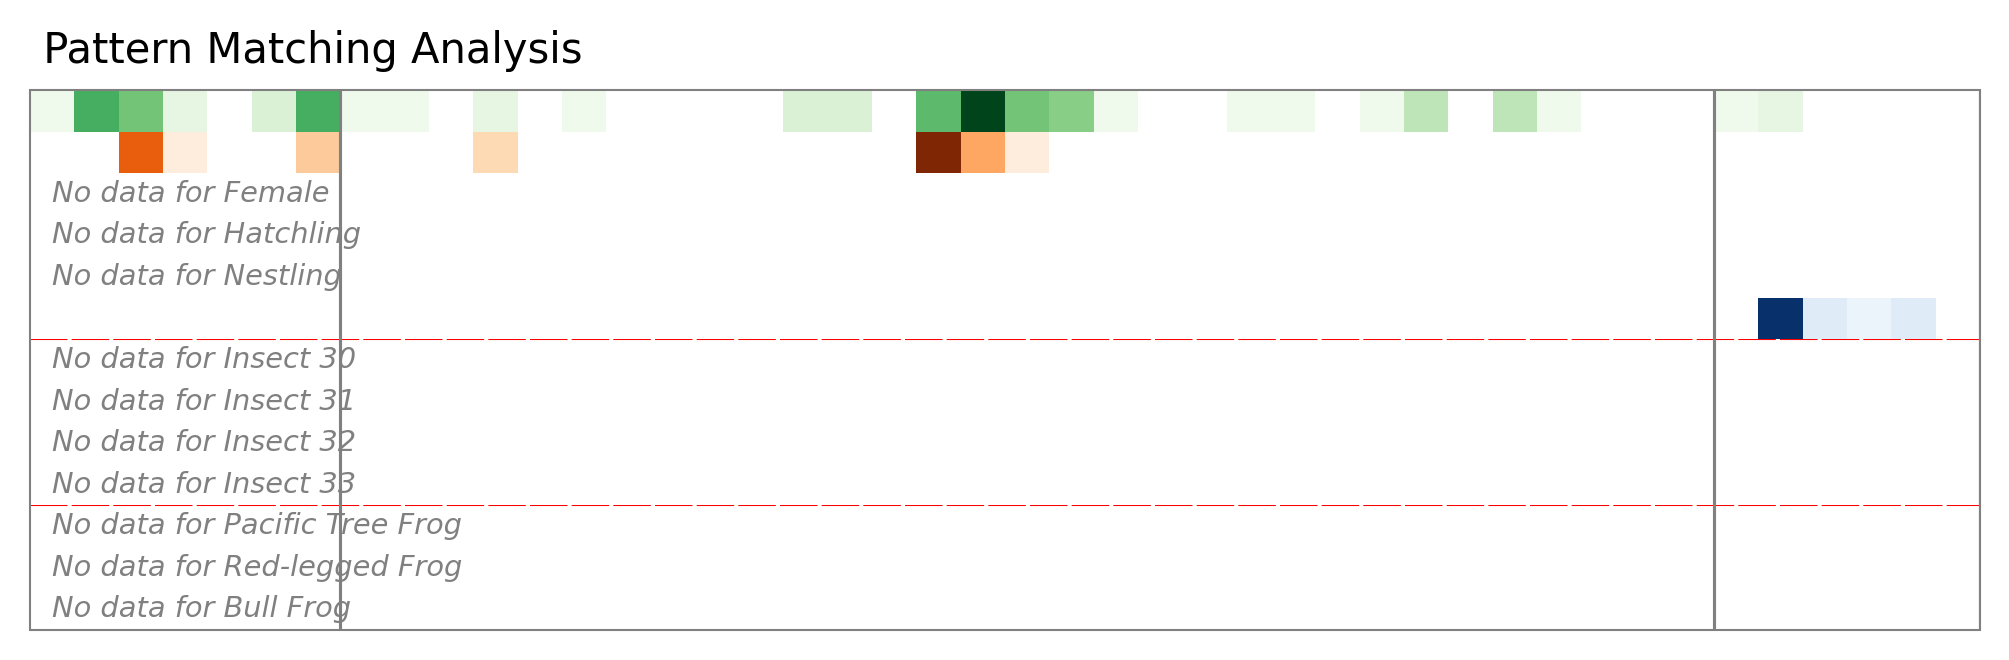 Pattern Matching Analysis
No data for Female
No data for Hatchling
No data for Nestling
No data for Insect 30
No data for Insect 31
No data for Insect 32
No data for Insect 33
No data for Pacific Tree Frog
No data for Red-legged Frog
No data for Bull Frog